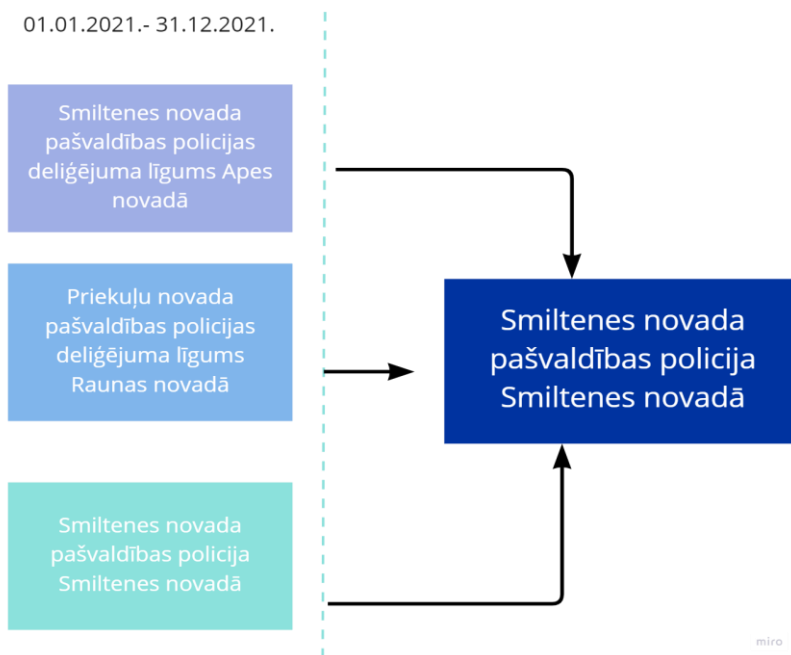 01.01.2021.- 31.12.2021.
Smiltenes novada
pašvaldības policijas
deliģējuma līgums Apes
novadā
Priekuļu novada
pašvaldības policijas
deliģējuma līgums
Raunas novadā
Smiltenes novada
pašvaldības policija
Smiltenes novadā
Smiltenes novada
pašvaldības policija
Smiltenes novadā
miro